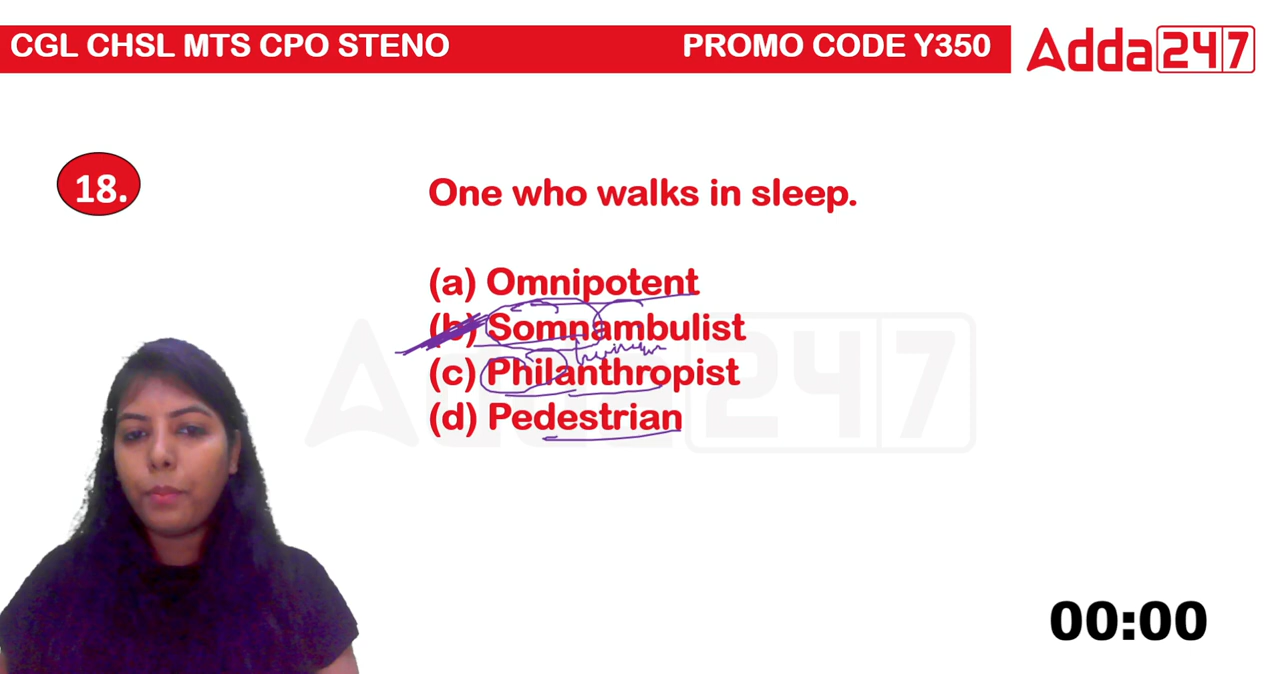 CGL CHSL MTS CPO STENO PROMO CODE Y350 Adda247
18. One who walks in sleep.
(a) Omnipotent
(b) Somnambulist
(c) Philanthropist
(d) Pedestrian
00:00